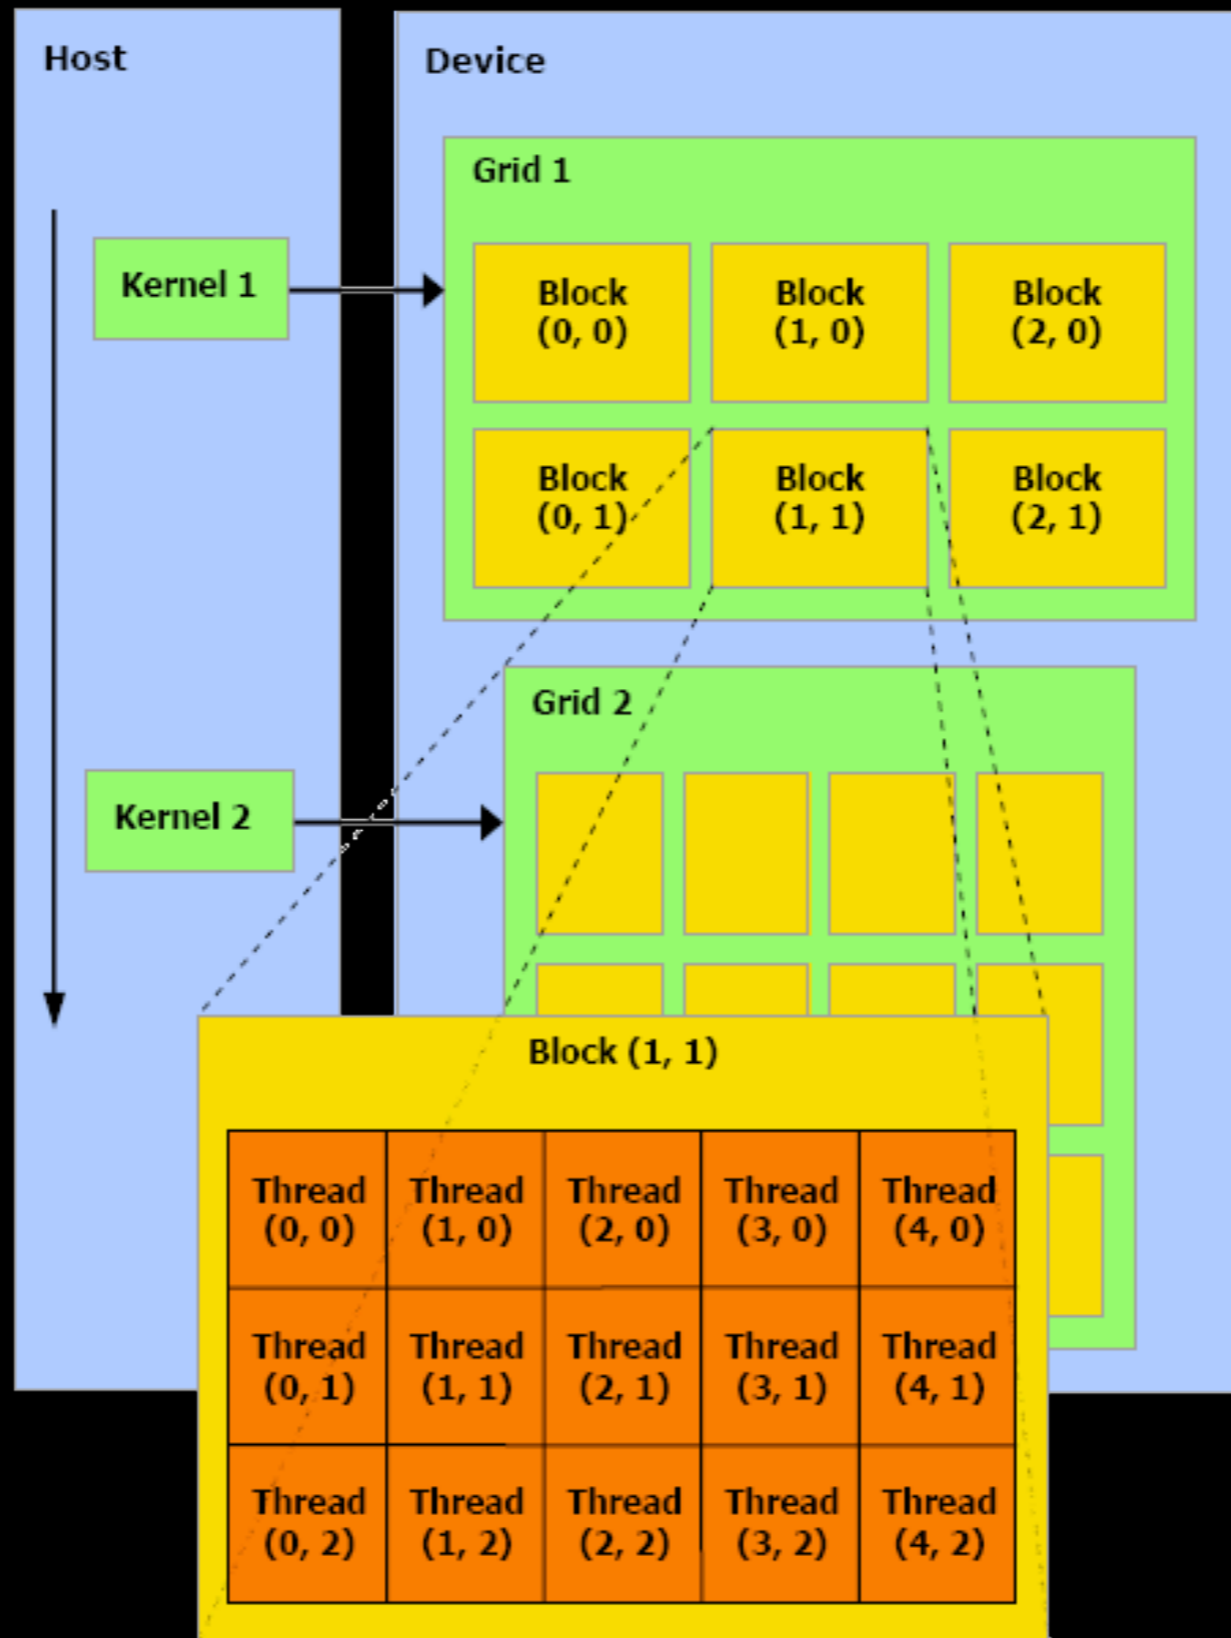 Host
Device
Grid 1
Kernel 1
Block
(0, 0)
Block
(1, 0)
Block
(2, 0)
Block
(0, 1)
Block
(1, 1)
Block
(2, 1)
Grid 2
Kernel 2
Block (1, 1)
Thread
(0, 0)
Thread
(1, 0)
Thread
(2, 0)
Thread
(3, 0)
Thread
(4, 0)
Thread
(0, 1)
Thread
(1, 1)
Thread
(2, 1)
Thread
(3, 1)
Thread
(4, 1)
Thread
(0, 2)
Thread
(1, 2)
Thread
(2, 2)
Thread
(3, 2)
Thread
(4, 2)